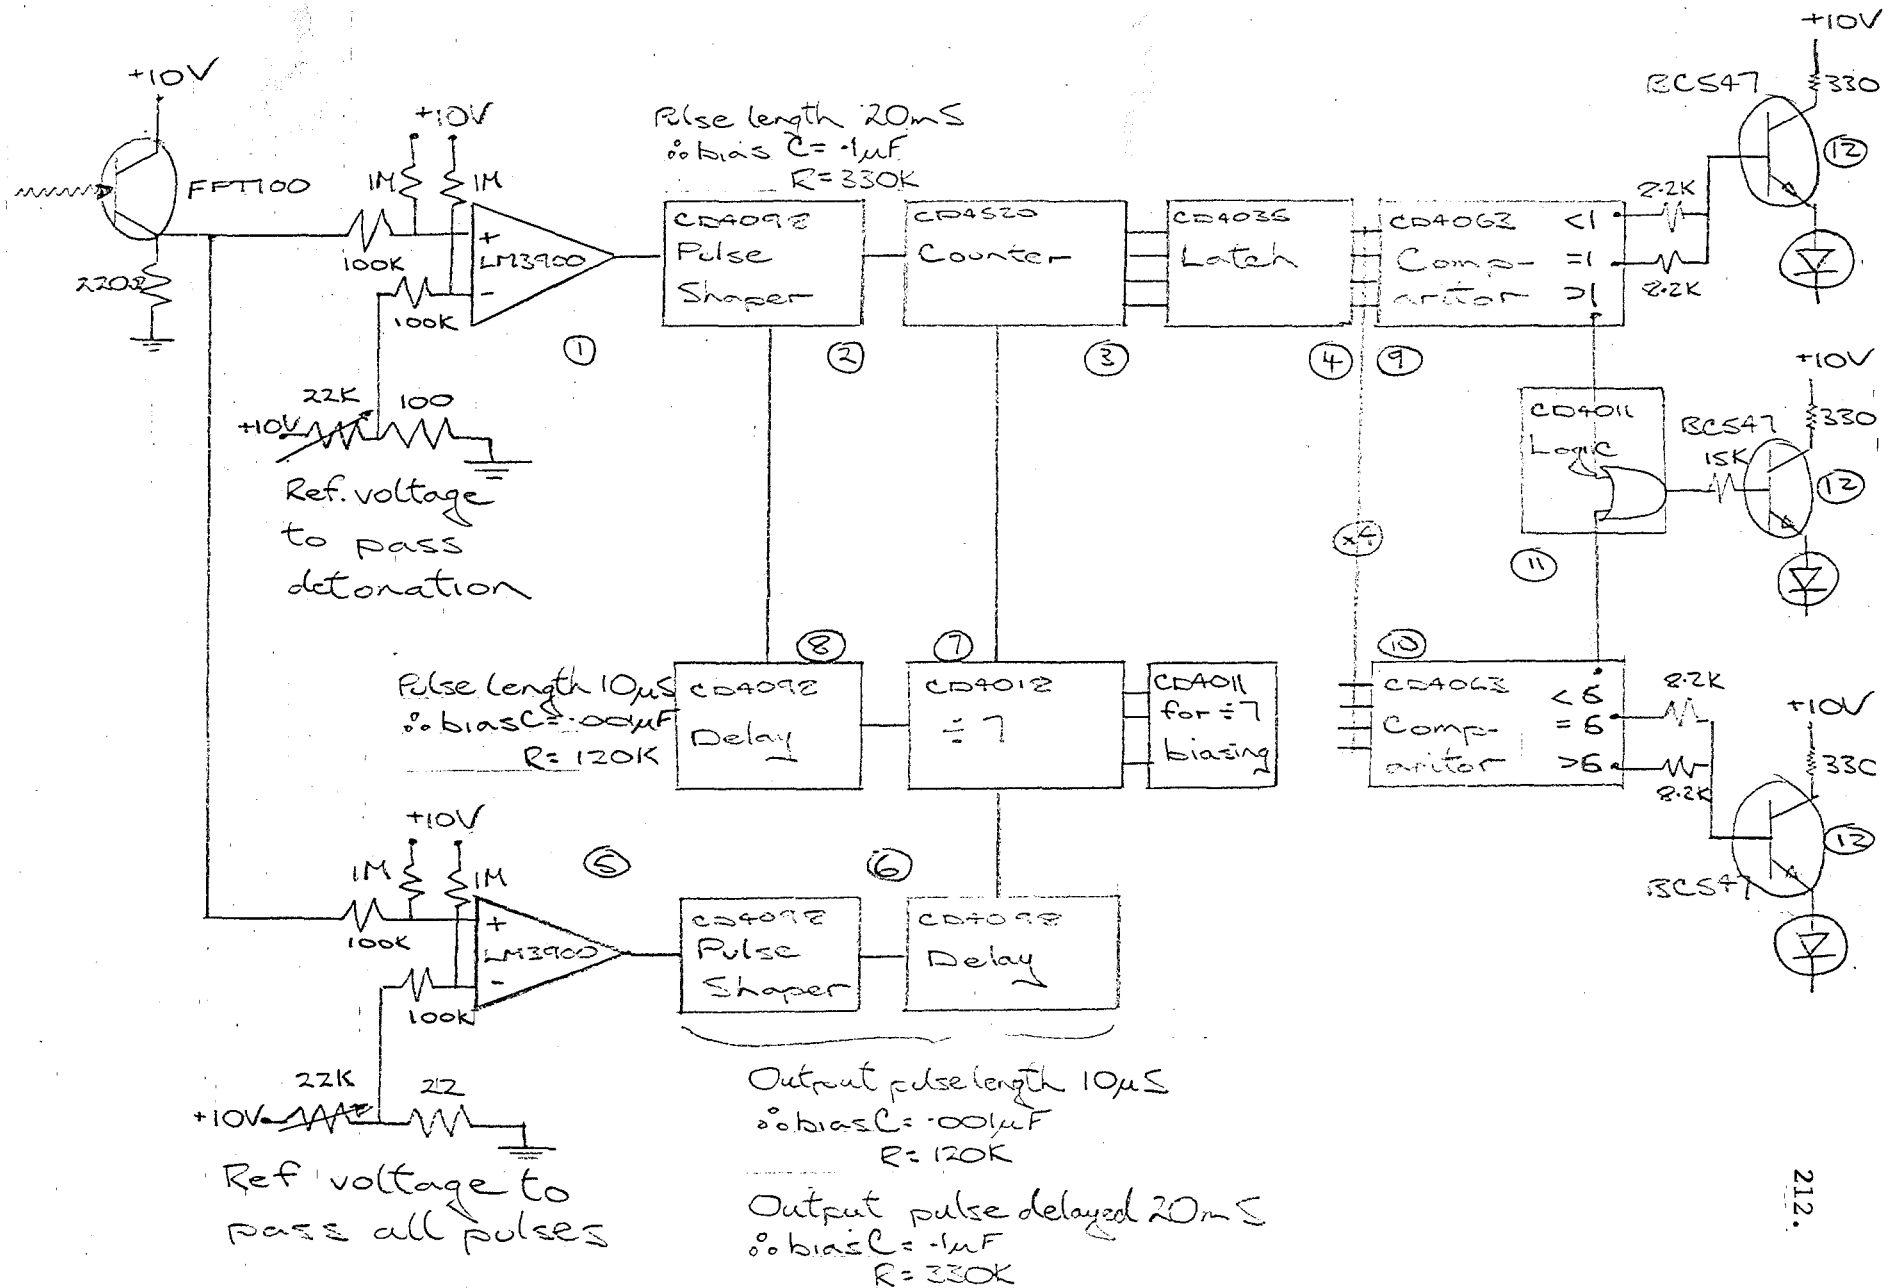 +10V
FPT100
220Ω
+10V
1M
1M
100K
+
LM3900
-
100K
①
+10V
22K
100
Ref. voltage
to pass
detonation
Pulse length 20mS
∴ bias C= .1µF
R= 330K
CD4098
Pulse
Shaper
②
CD4520
Counter
③
CD4035
Latch
④
⑨
CD4063
Comp-
aritor
<1
=1
>1
8.2K
8.2K
BC547
+10V
330
⑫
CD4011
Logic
⑪
15K
BC547
+10V
330
⑫
x4
Pulse length 10µS
∴ bias C= .001µF
R= 120K
⑧
CD4098
Delay
⑦
CD4018
÷ 7
CD4011
for ÷7
biasing
⑩
CD4063
Comp-
aritor
<6
=6
>6
8.2K
8.2K
+10V
330
⑫
BC547
+10V
1M
1M
100K
+
LM3900
-
100K
⑤
+10V
22K
22
Ref voltage to
pass all pulses
⑥
CD4098
Pulse
Shaper
CD4098
Delay
Output pulse length 10µS
∴ bias C= .001µF
R= 120K
Output pulse delayed 20mS
∴ bias C= .1µF
R= 330K
212.